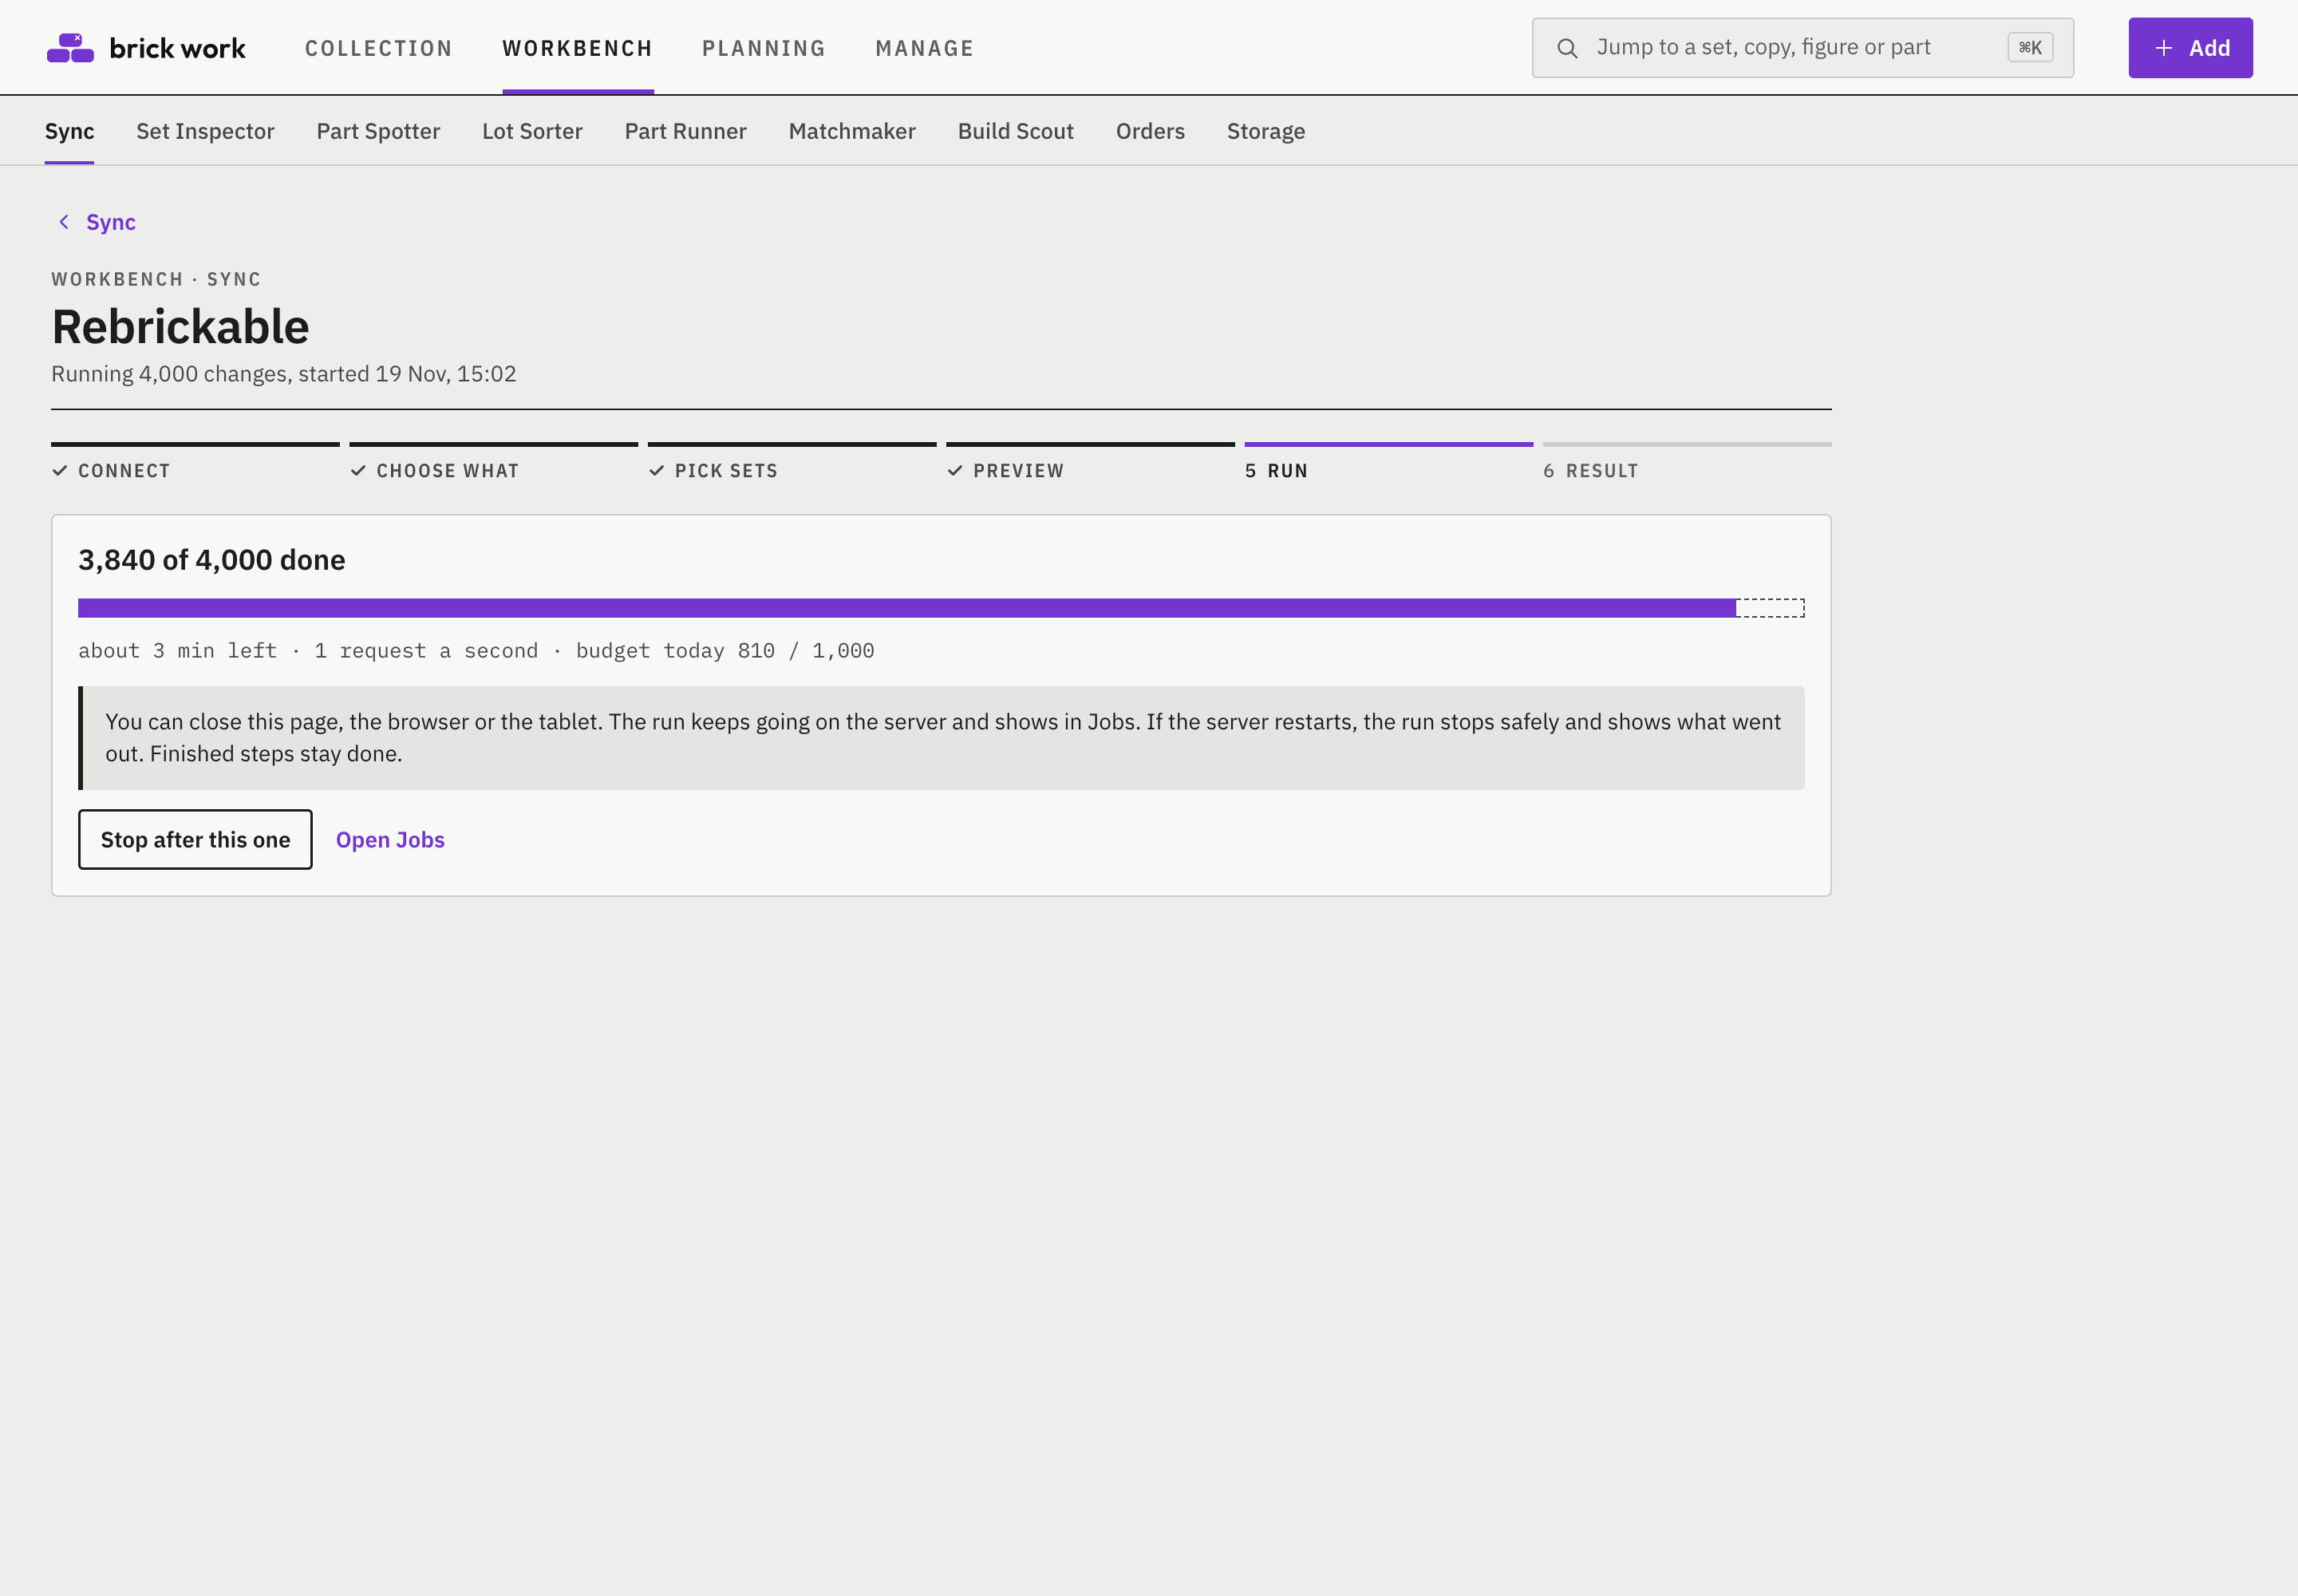 brick work
COLLECTION
WORKBENCH
PLANNING
MANAGE
Jump to a set, copy, figure or part
⌘K
+ Add
Sync
Set Inspector
Part Spotter
Lot Sorter
Part Runner
Matchmaker
Build Scout
Orders
Storage
Sync
WORKBENCH · SYNC
Rebrickable
Running 4,000 changes, started 19 Nov, 15:02
CONNECT
CHOOSE WHAT
PICK SETS
PREVIEW
5 RUN
6 RESULT
3,840 of 4,000 done
about 3 min left · 1 request a second · budget today 810 / 1,000
You can close this page, the browser or the tablet. The run keeps going on the server and shows in Jobs. If the server restarts, the run stops safely and shows what went
out. Finished steps stay done.
Stop after this one
Open Jobs